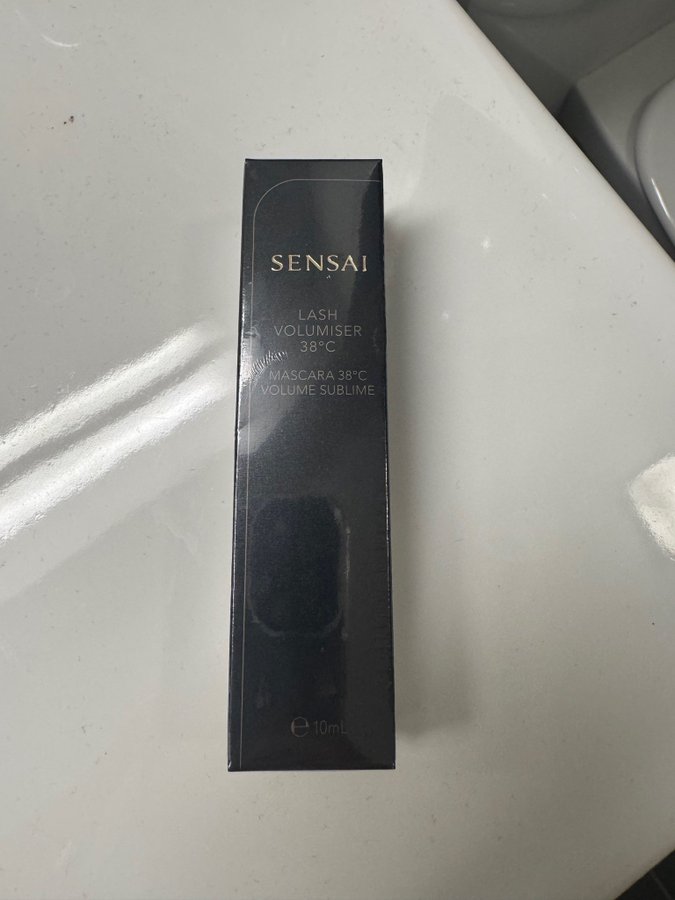 SENSAI
LASH
VOLUMISER
38°C
MASCARA 38°C
VOLUME SUBLIME
℮ 10mL